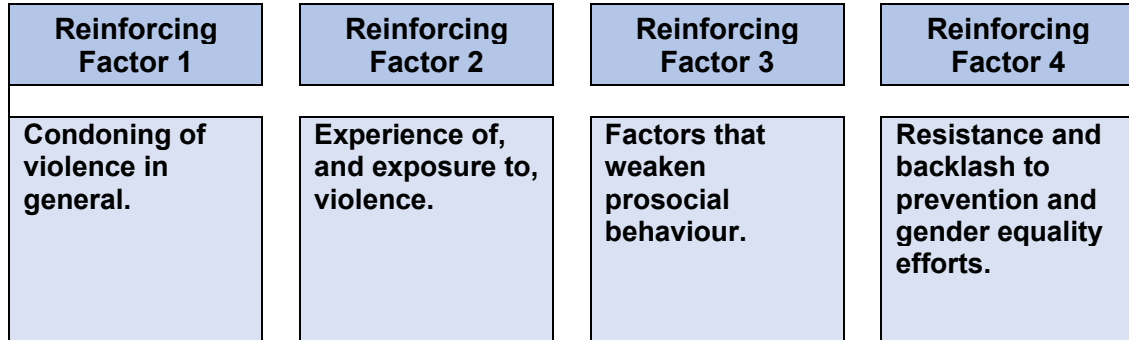 Reinforcing
Factor 1
Reinforcing
Factor 2
Reinforcing
Factor 3
Reinforcing
Factor 4
Condoning of
violence in
general.
Experience of,
and exposure to,
violence.
Factors that
weaken
prosocial
behaviour.
Resistance and
backlash to
prevention and
gender equality
efforts.